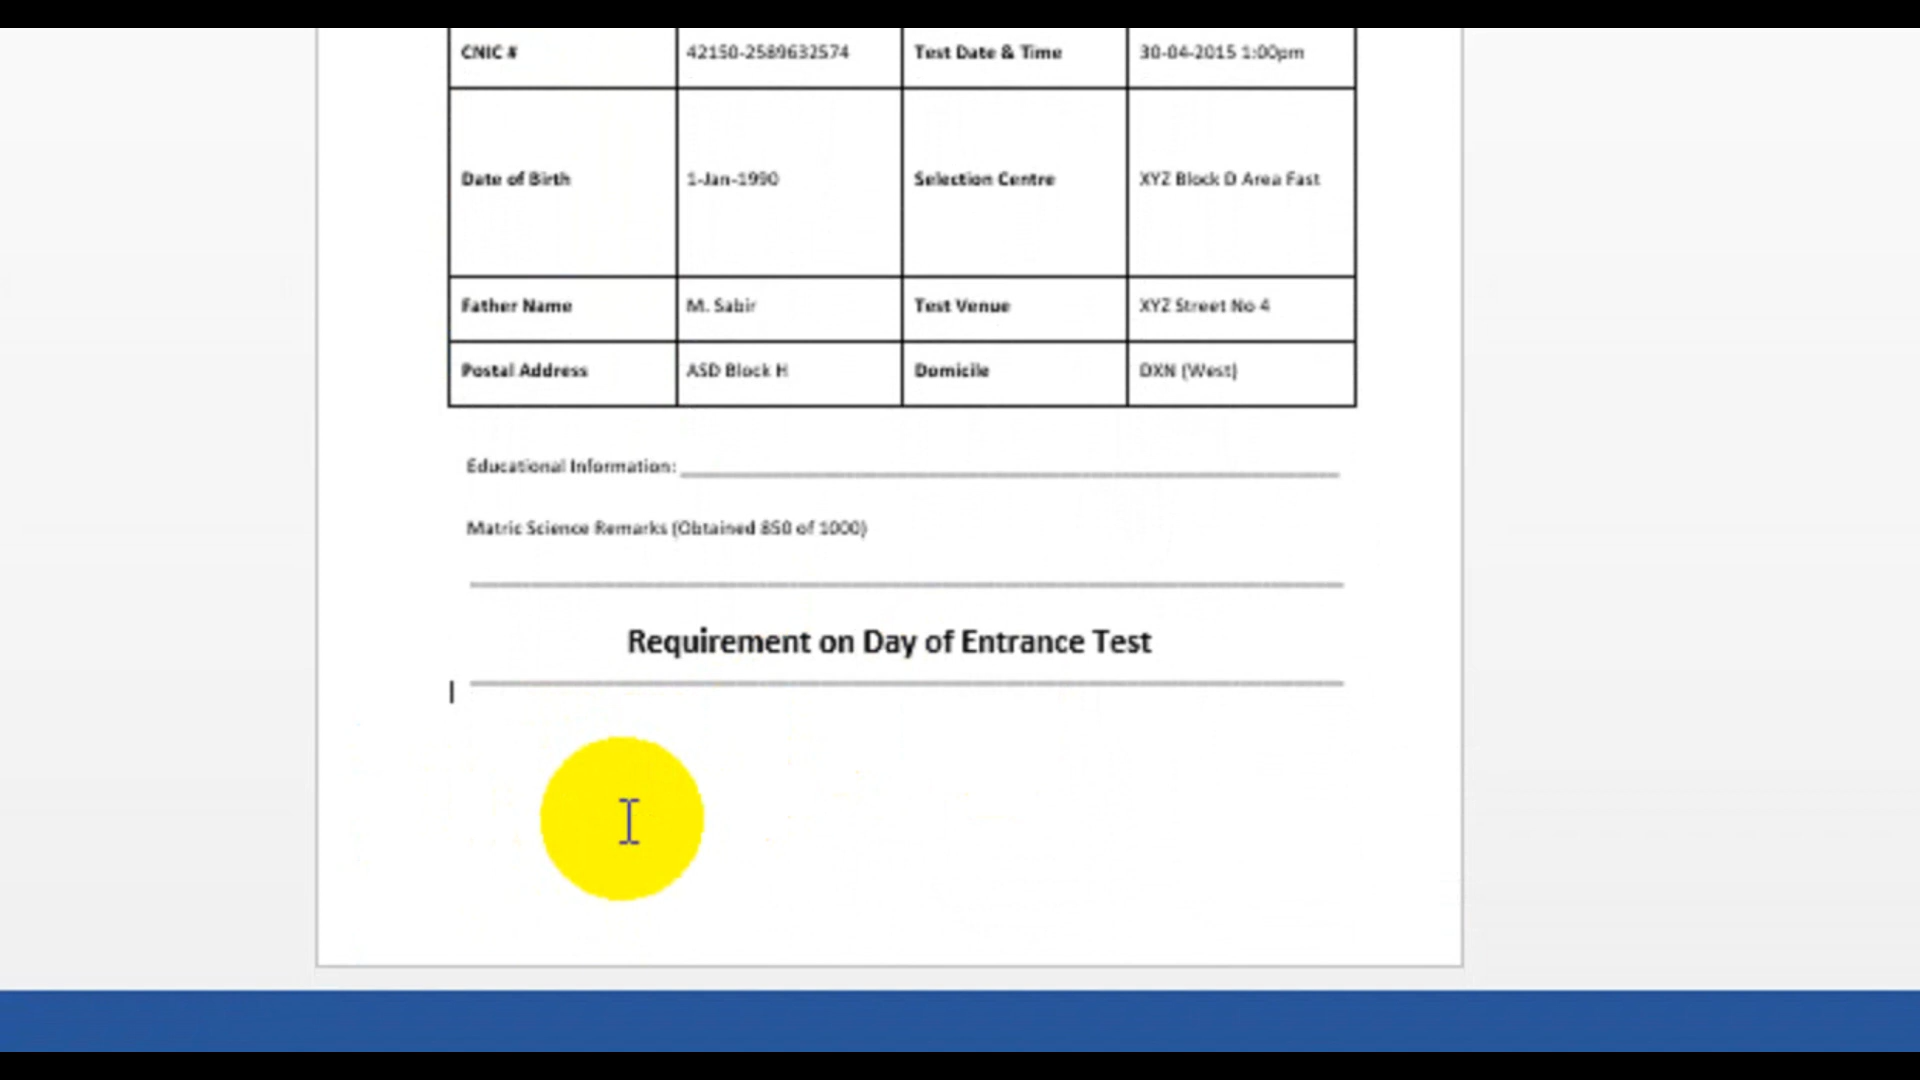 CNIC # 42150-2589632574 Test Date & Time 30-04-2015 1:00pm
Date of Birth 1-Jan-1990 Selection Centre XYZ Block D Area Fast
Father Name M. Sabir Test Venue XYZ Street No 4
Postal Address ASD Block H Domicile DXN (West)
Educational Information:
Matric Science Remarks (Obtained 850 of 1000)
Requirement on Day of Entrance Test